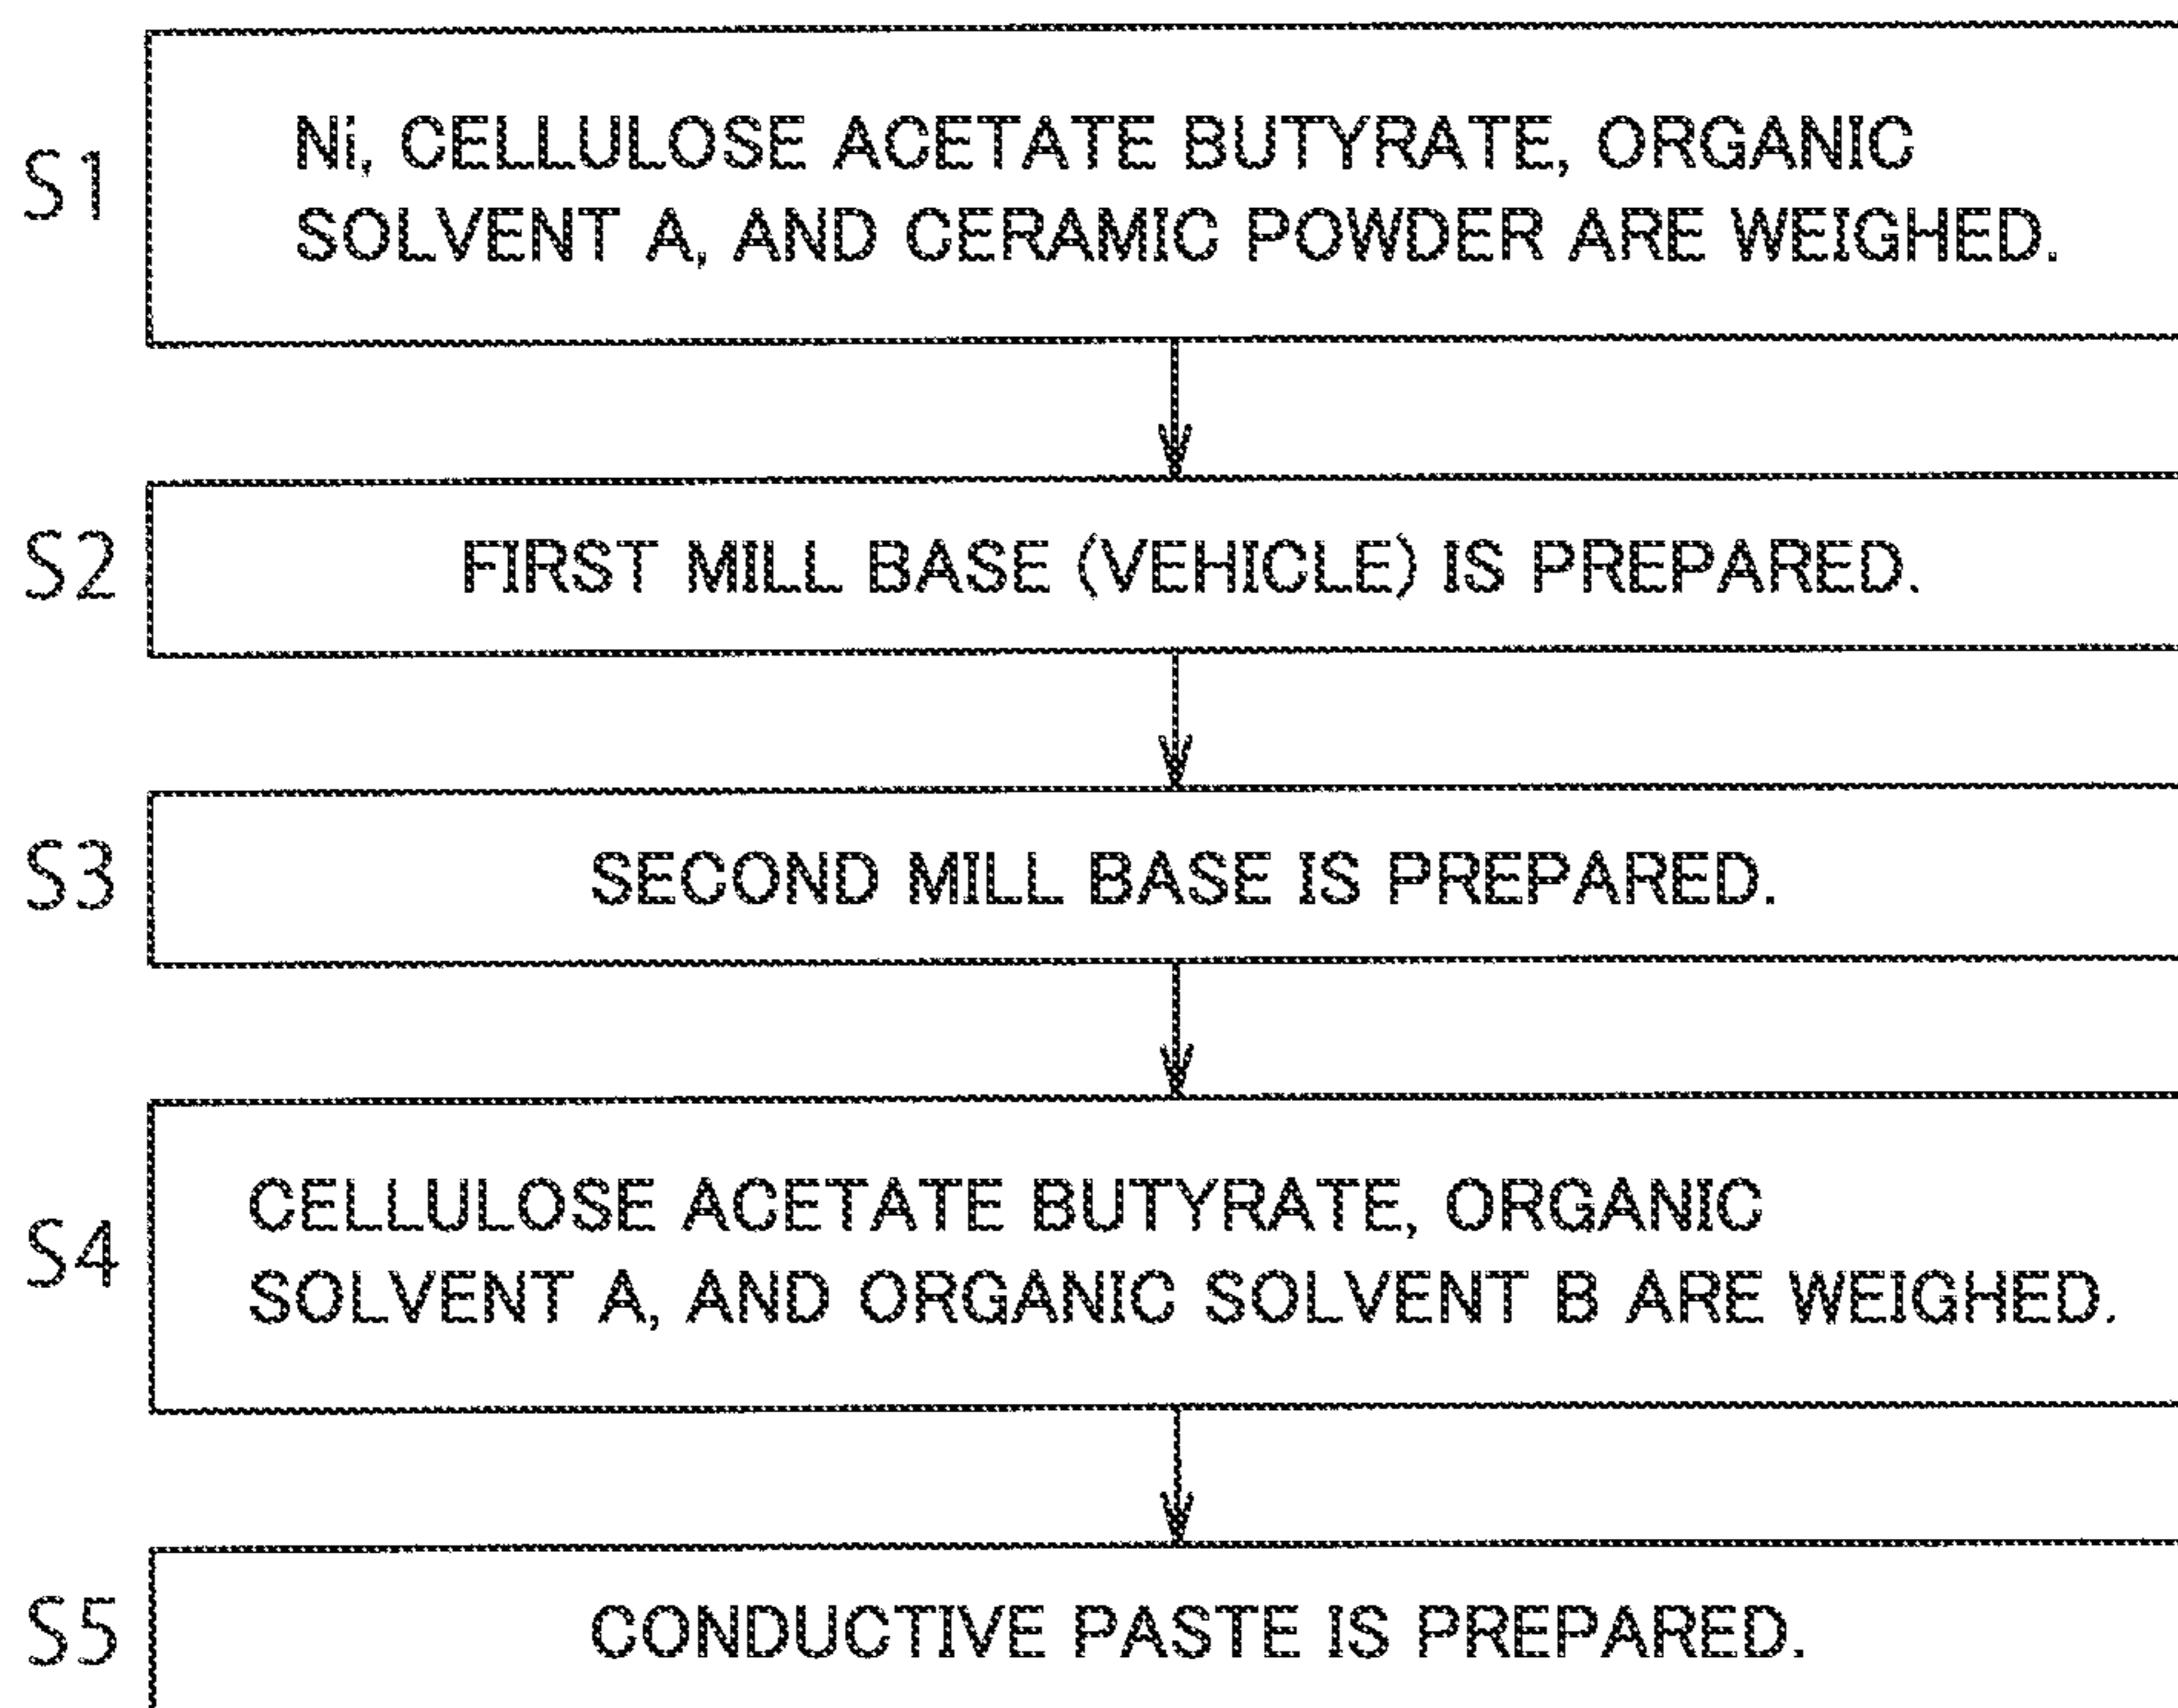 S1
Ni, CELLULOSE ACETATE BUTYRATE, ORGANIC
SOLVENT A, AND CERAMIC POWDER ARE WEIGHED.
S2
FIRST MILL BASE (VEHICLE) IS PREPARED.
S3
SECOND MILL BASE IS PREPARED.
S4
CELLULOSE ACETATE BUTYRATE, ORGANIC
SOLVENT A, AND ORGANIC SOLVENT B ARE WEIGHED.
S5
CONDUCTIVE PASTE IS PREPARED.